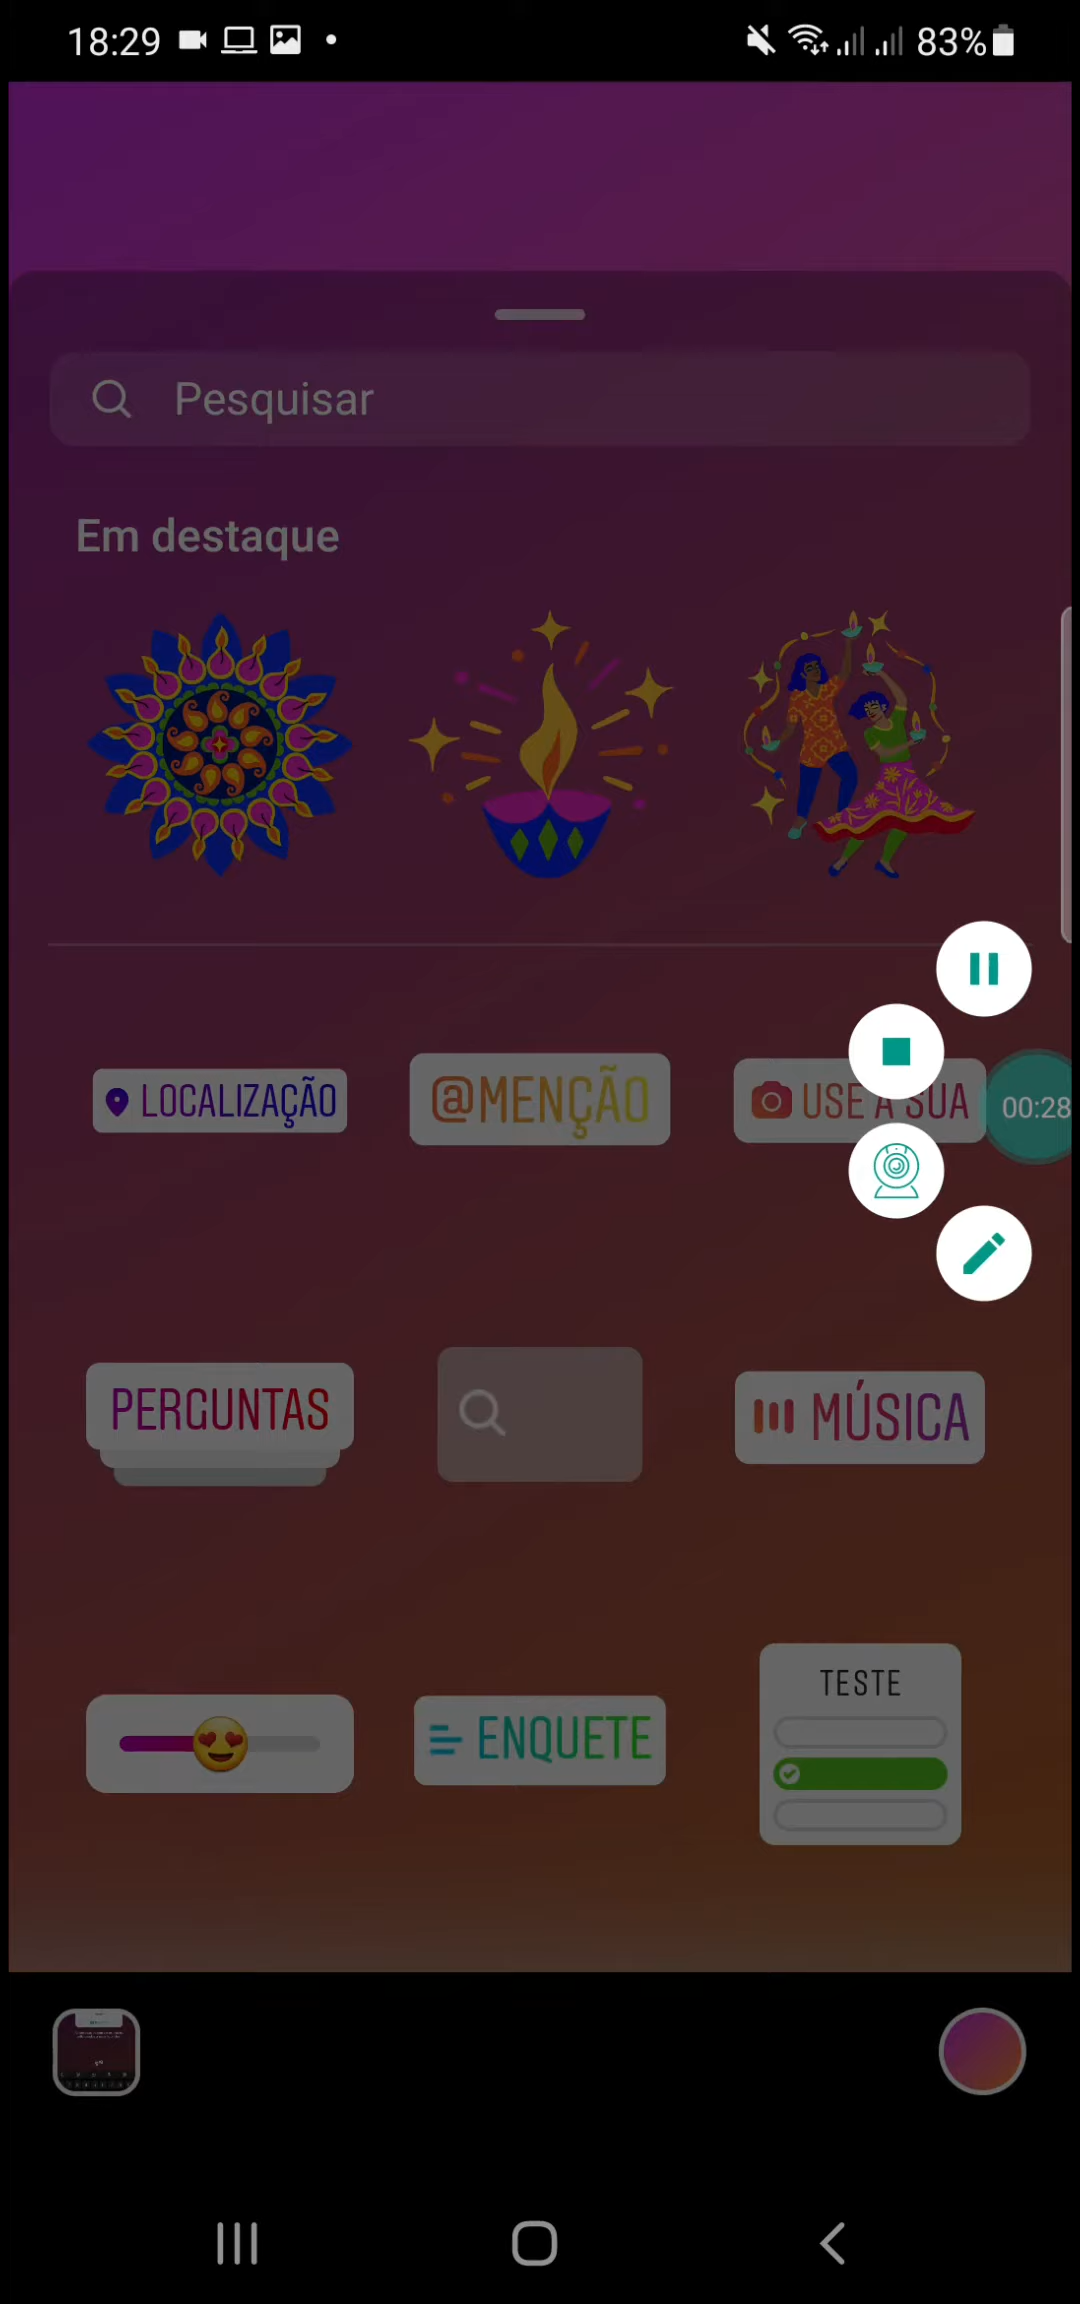 18:29
83%
Pesquisar
Em destaque
LOCALIZAÇÃO
@MENÇÃO
USE A SUA
00:28
PERGUNTAS
MÚSICA
ENQUETE
TESTE